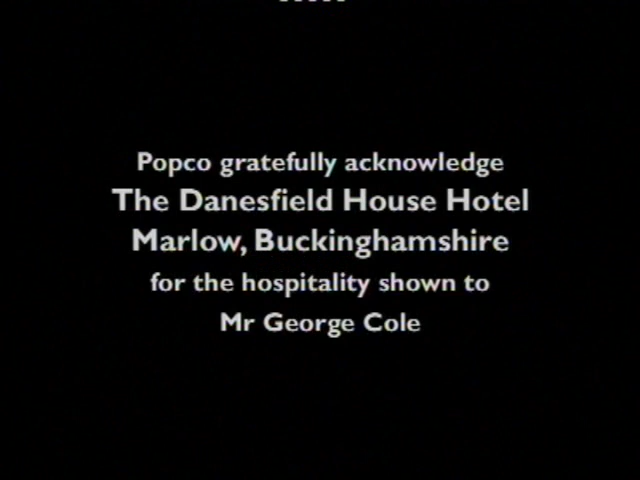 Popco gratefully acknowledge
The Danesfield House Hotel
Marlow, Buckinghamshire
for the hospitality shown to
Mr George Cole